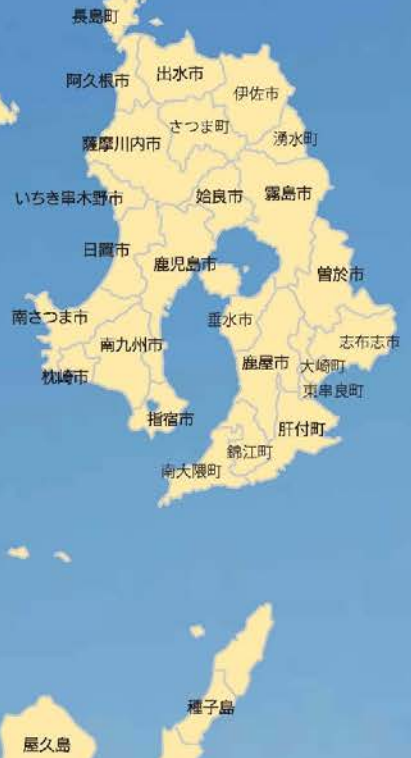 長島町
阿久根市
出水市
伊佐市
さつま町
湧水町
薩摩川内市
いちき串木野市
姶良市
霧島市
日置市
鹿児島市
曽於市
南さつま市
垂水市
南九州市
志布志市
鹿屋市
大崎町
枕崎市
東串良町
指宿市
肝付町
錦江町
南大隈町
種子島
屋久島